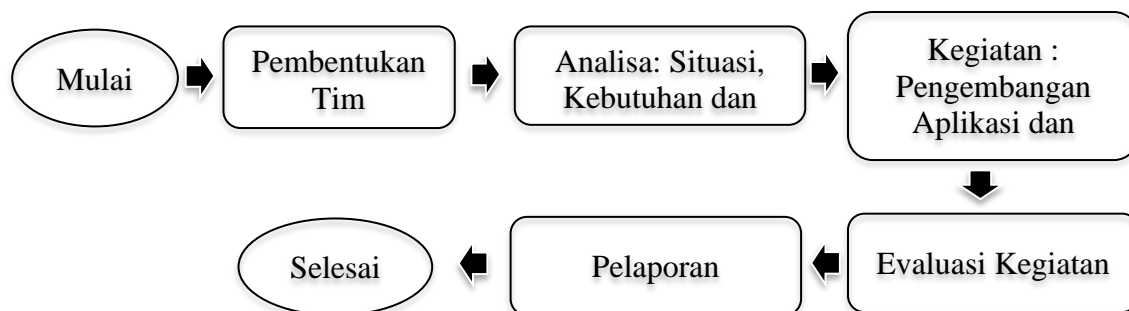 Mulai
Pembentukan
Tim
Analisa: Situasi,
Kebutuhan dan
Kegiatan :
Pengembangan
Aplikasi dan
Evaluasi Kegiatan
Pelaporan
Selesai